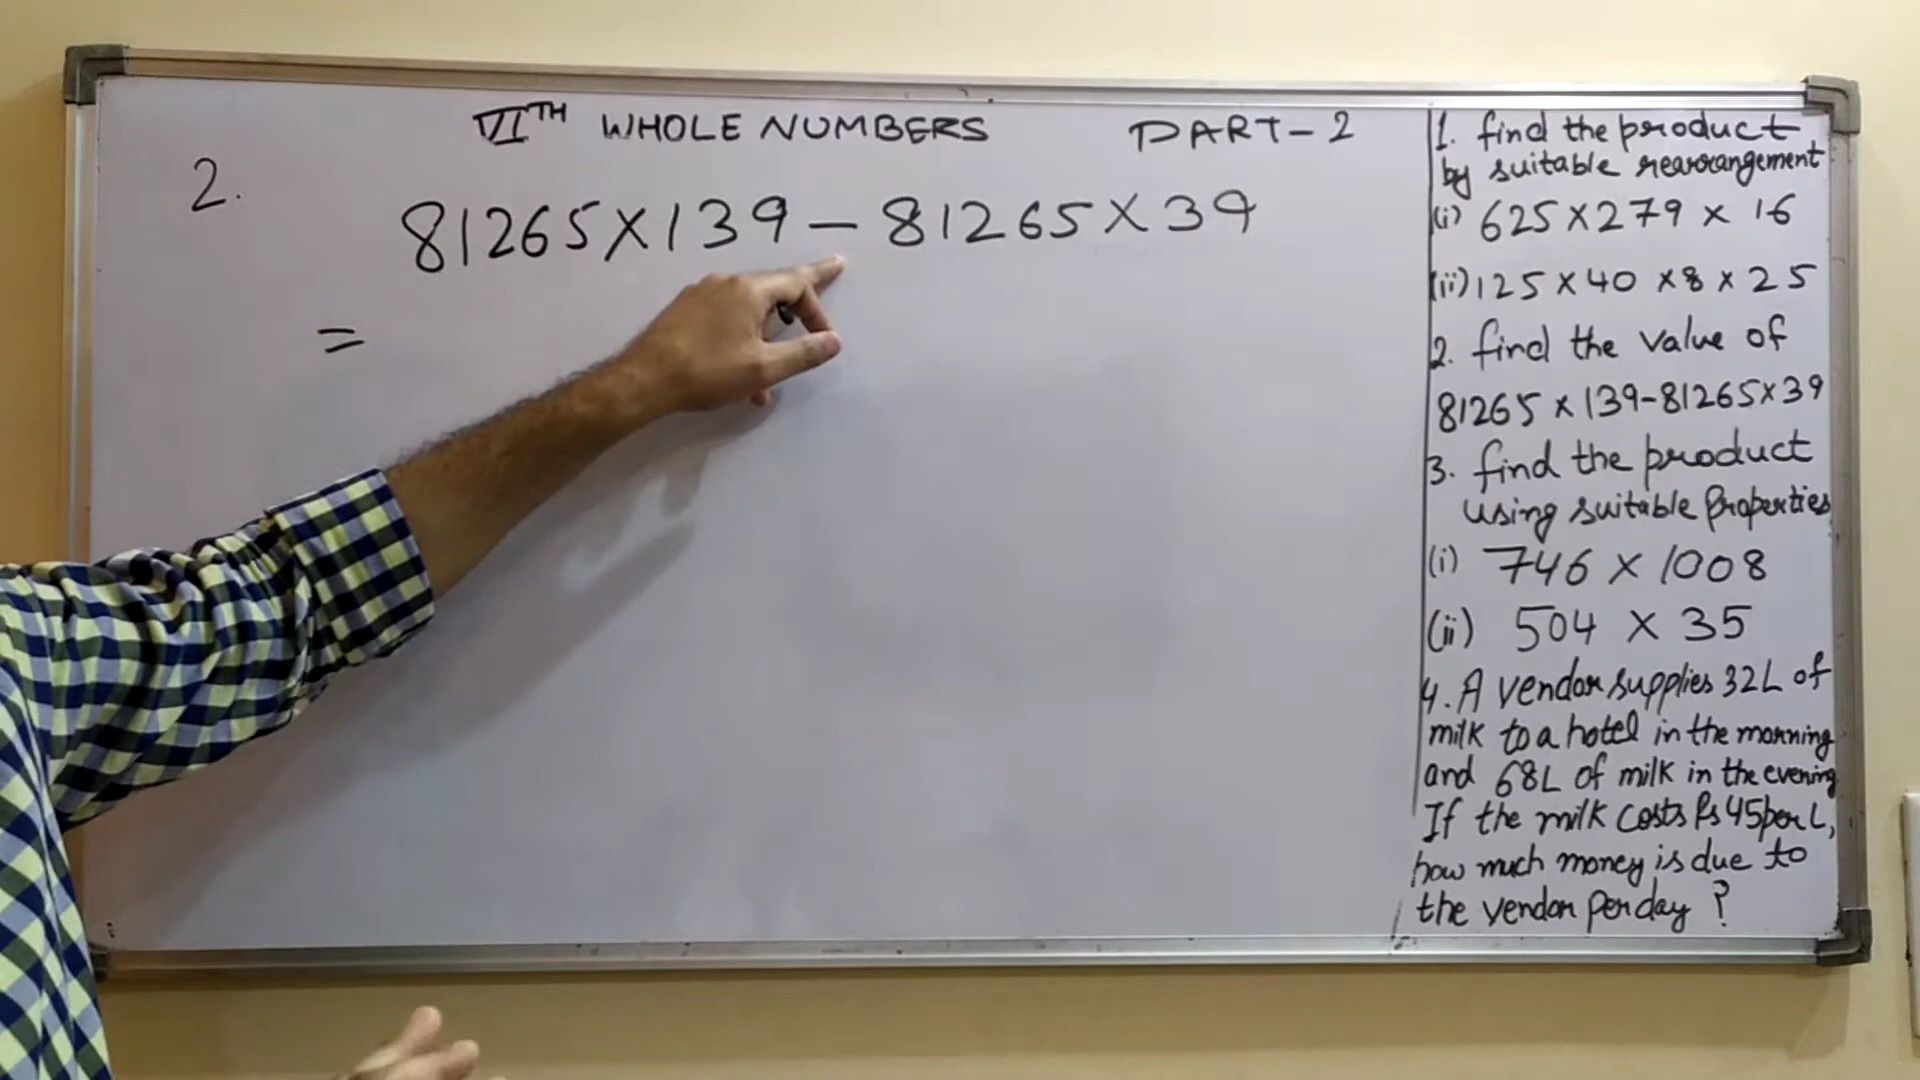 VITH WHOLE NUMBERS PART-2
2.
81265×139-81265×39
=
1. find the product
by suitable rearrangement
(i) 625×279×16
(ii) 125×40×8×25
2. find the value of
81265×139-81265×39
3. find the product
using suitable Properties
(i) 746×1008
(ii) 504×35
4. A vendor supplies 32L of
milk to a hotel in the morning
and 68L of milk in the evening
If the milk costs Rs 45 per L,
how much money is due to
the vendor per day ?